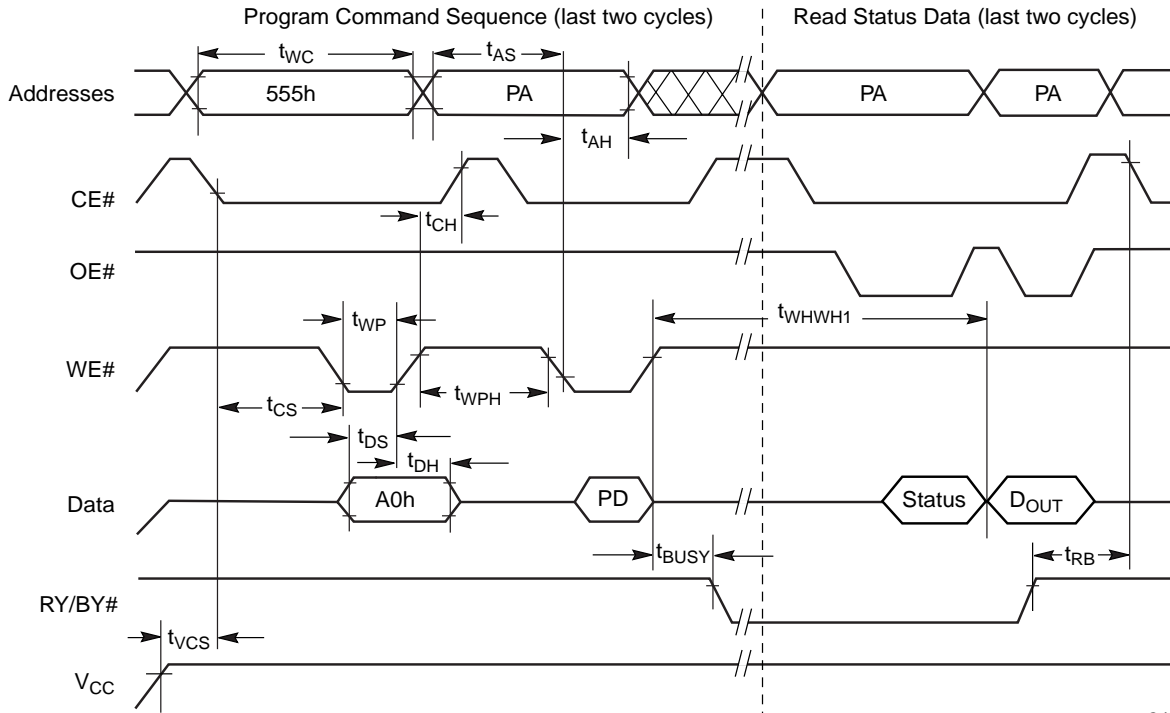 Program Command Sequence (last two cycles)
Read Status Data (last two cycles)
tWC
tAS
Addresses
555h
PA
PA
PA
tAH
CE#
tCH
OE#
tWP
tWHWH1
WE#
tCS
tWPH
tDS
tDH
Data
A0h
PD
Status
DOUT
tBUSY
tRB
RY/BY#
tVCS
VCC